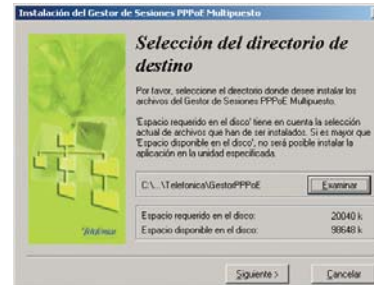 Instalación del Gestor de Sesiones PPPoE Multipuesto
Selección del directorio de
destino
Por favor, seleccione el directorio donde desee instalar los
archivos del Gestor de Sesiones PPPoE Multipuesto.
'Espacio requerido en el disco' tiene en cuenta la selección
actual de archivos que han de ser instalados. Si es mayor que
'Espacio disponible en el disco', no será posible instalar la
aplicación en la unidad especificada.
C:\...\Telefonica\GestorPPPoE
Examinar
Espacio requerido en el disco: 20040 k
Espacio disponible en el disco: 98648 k
Telefónica
Siguiente >
Cancelar